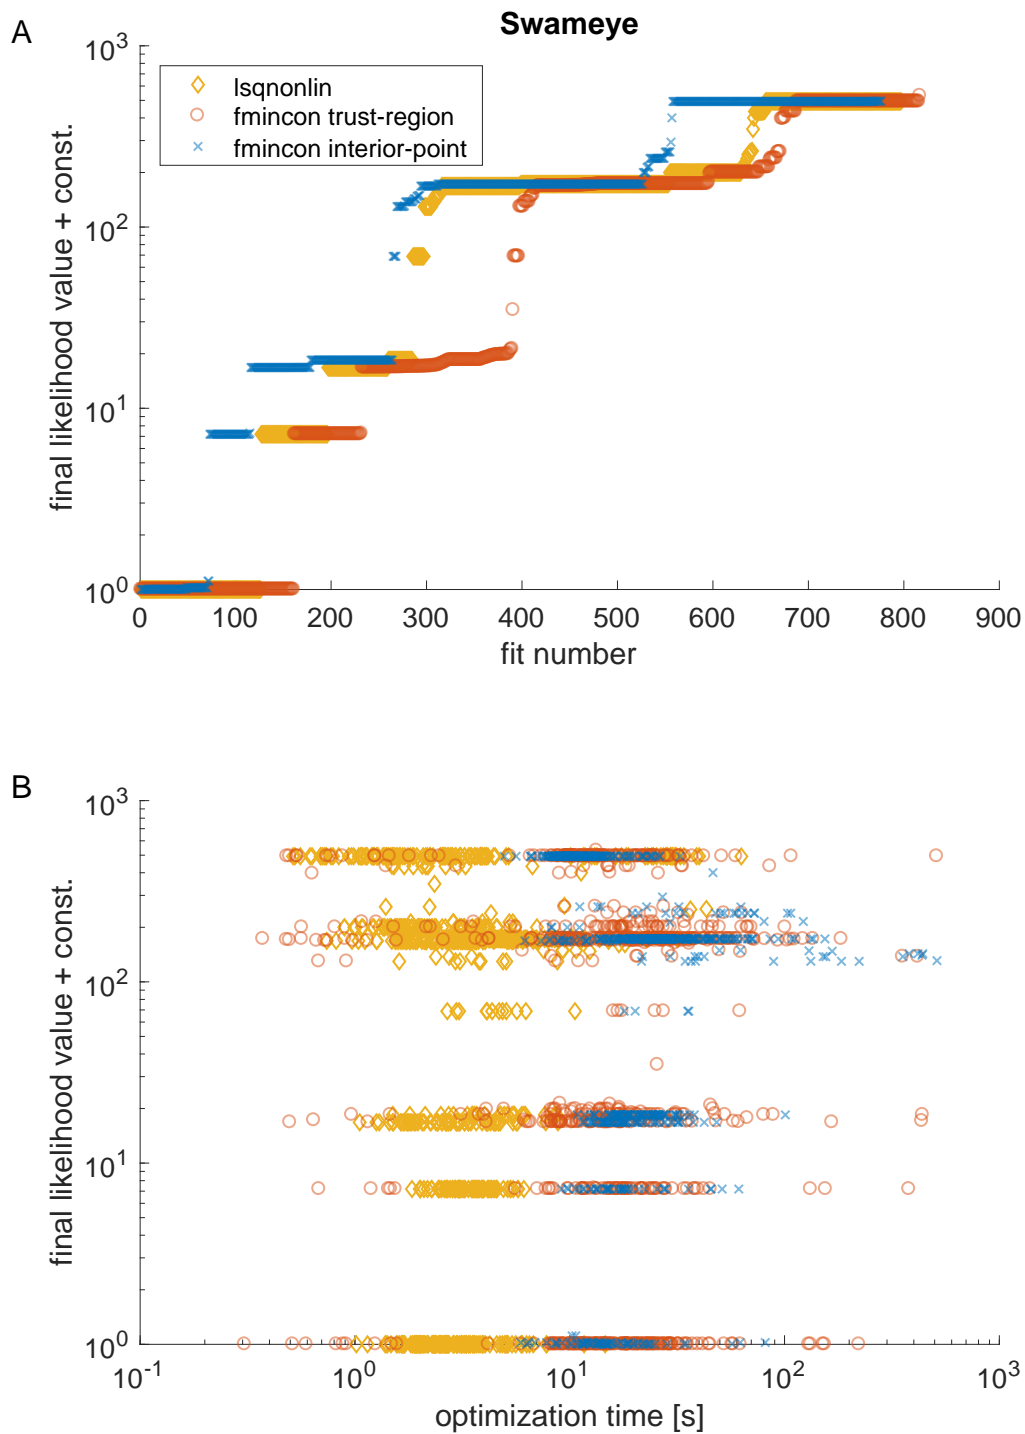 A
Swameye
10^3
lsqnonlin
fmincon trust-region
fmincon interior-point
10^2
10^1
10^0
final likelihood value + const.
0 100 200 300 400 500 600 700 800 900
fit number
B
10^3
10^2
10^1
10^0
final likelihood value + const.
10^-1 10^0 10^1 10^2 10^3
optimization time [s]